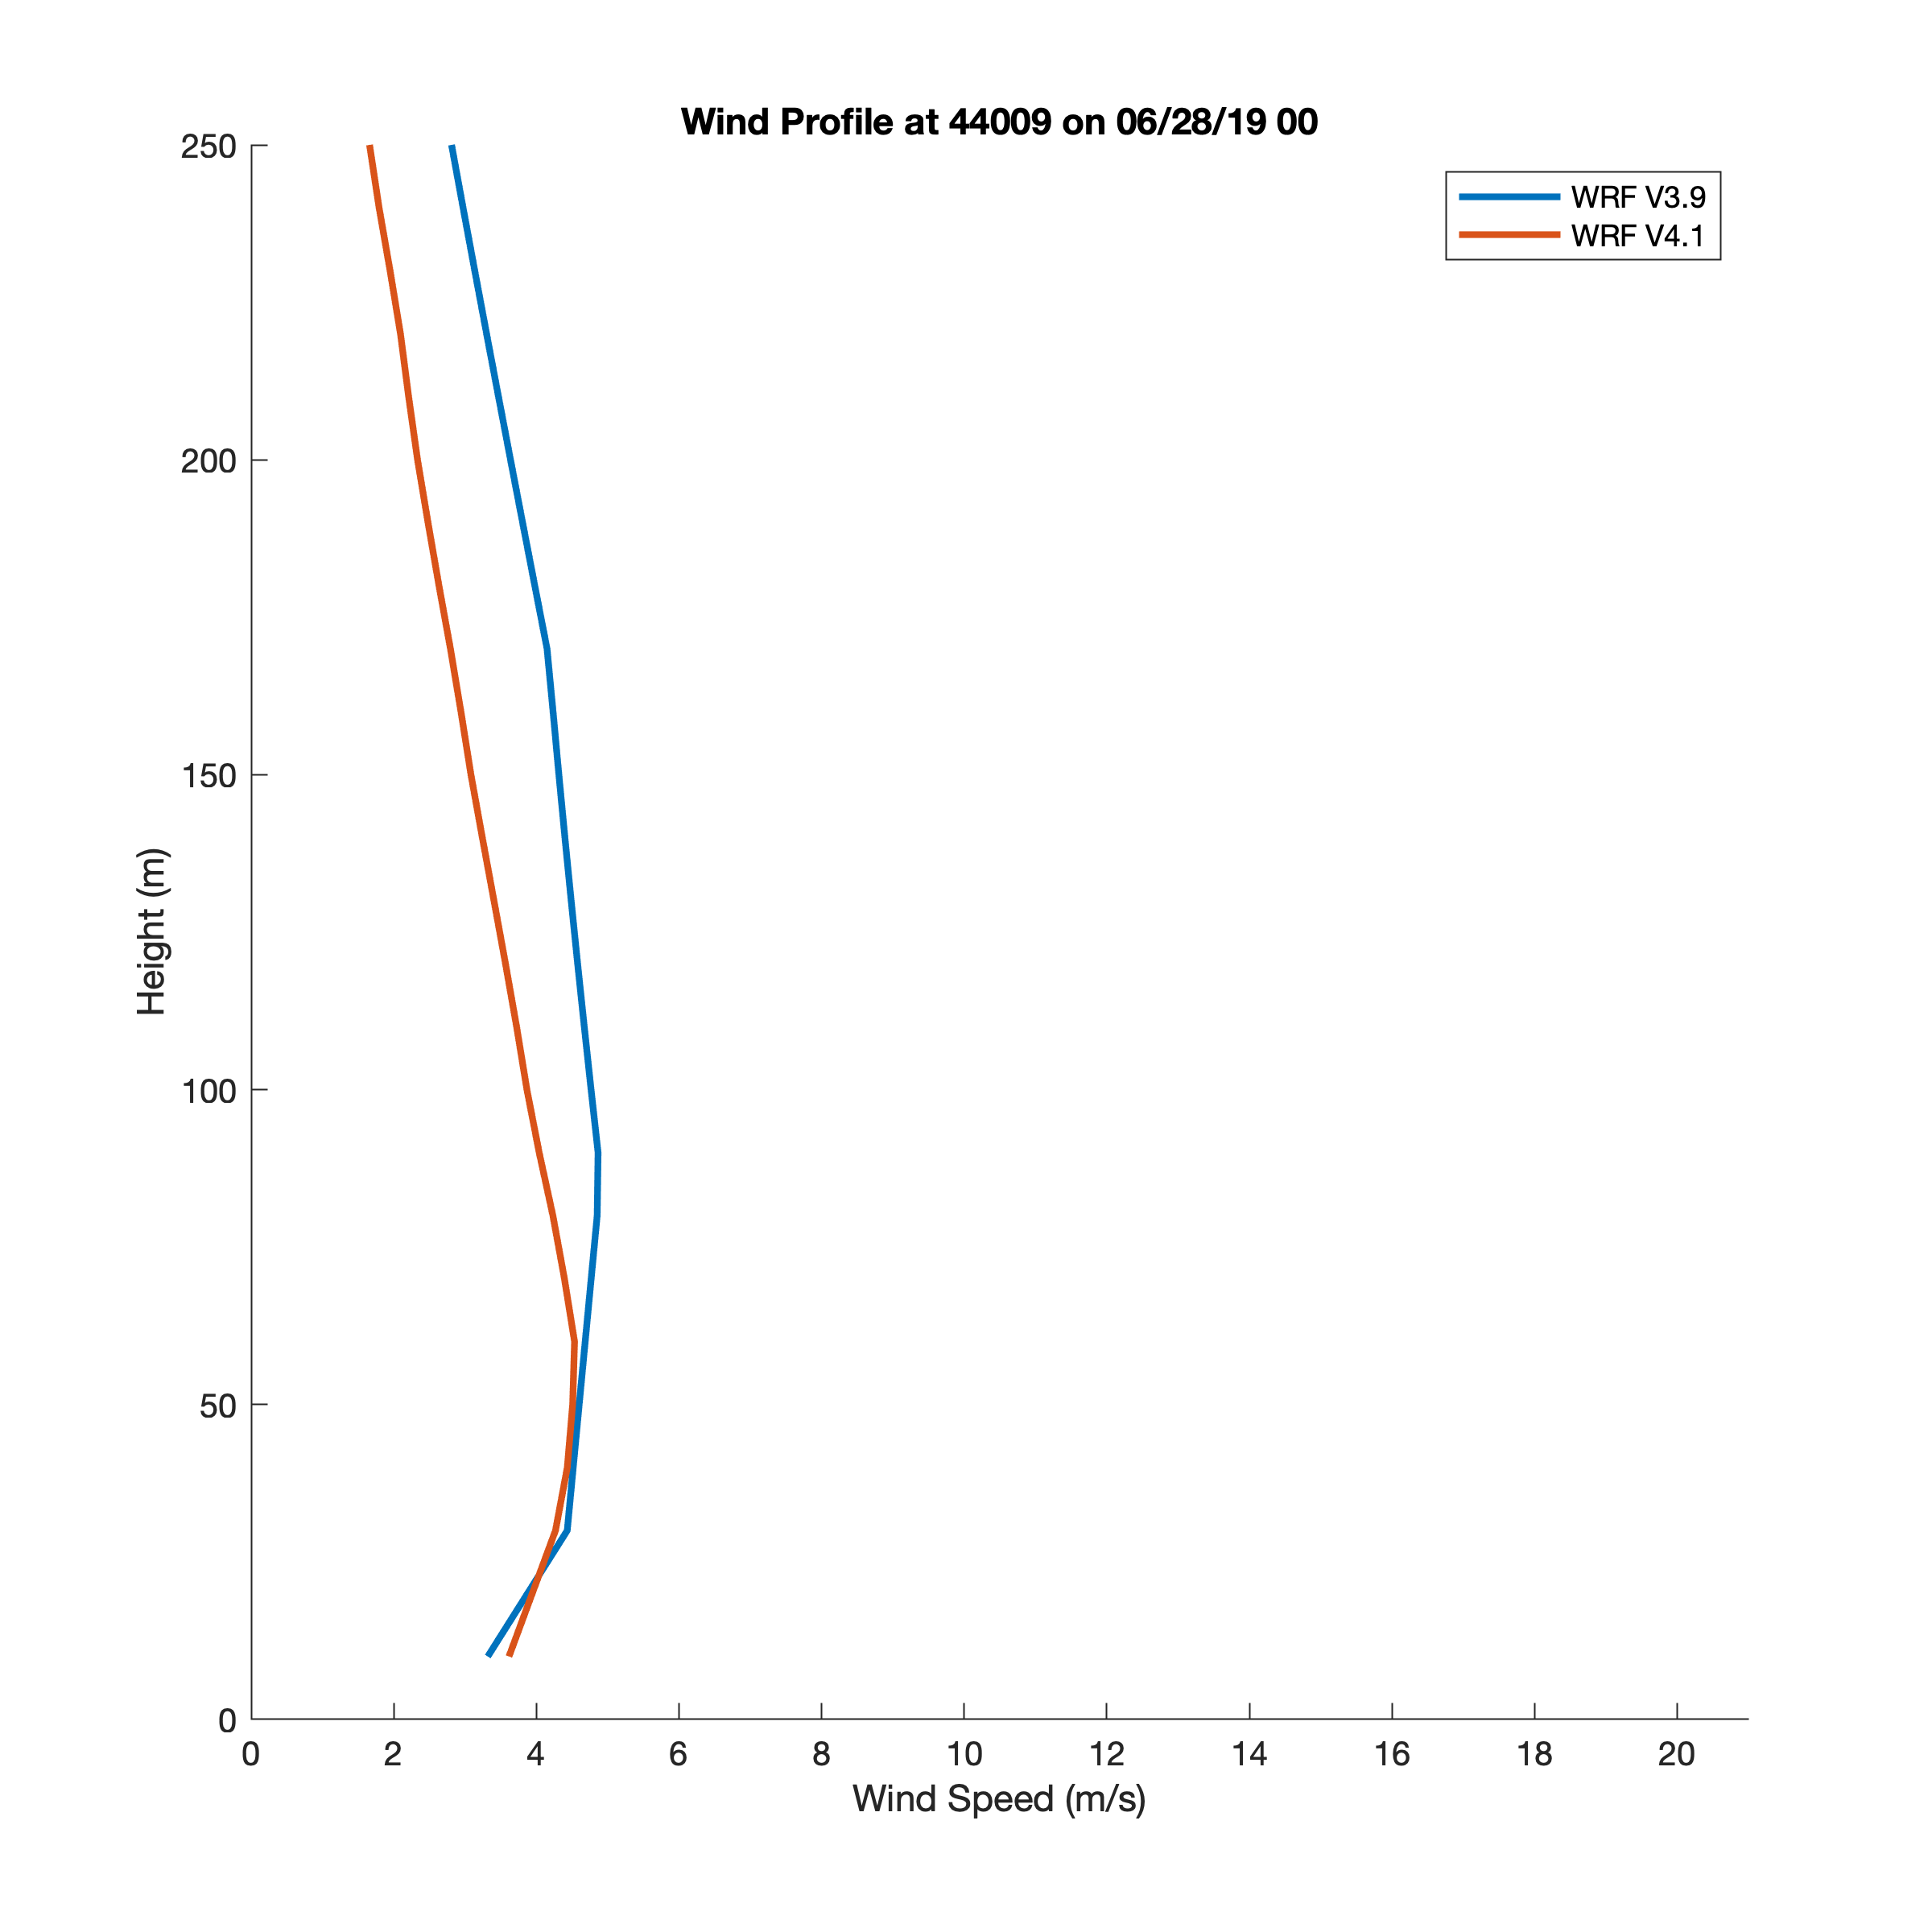 Wind Profile at 44009 on 06/28/19 00
WRF V3.9
WRF V4.1
250
200
150
100
50
0
Height (m)
0 2 4 6 8 10 12 14 16 18 20
Wind Speed (m/s)